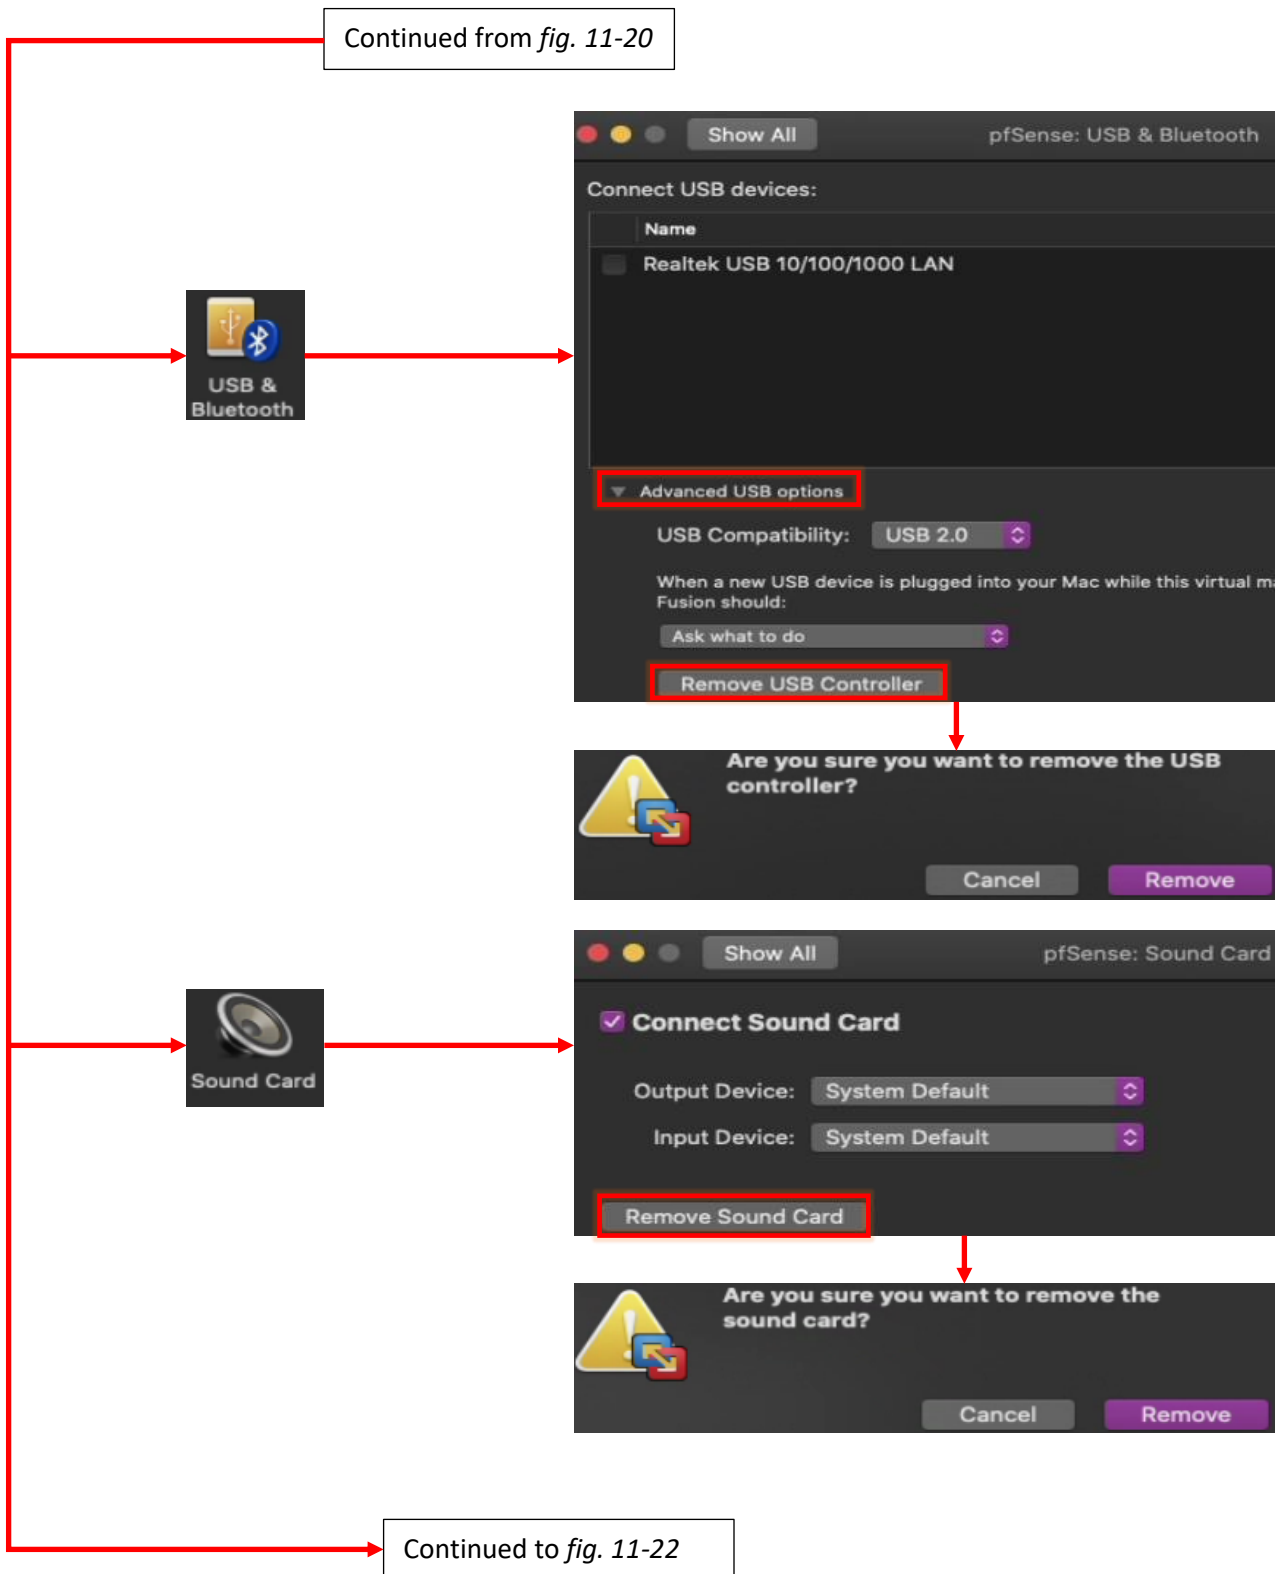 Continued from fig. 11-20
Show All
pfSense: USB & Bluetooth
Connect USB devices:
Name
Realtek USB 10/100/1000 LAN
USB &
Bluetooth
Advanced USB options
USB Compatibility: USB 2.0
When a new USB device is plugged into your Mac while this virtual ma
Fusion should:
Ask what to do
Remove USB Controller
Are you sure you want to remove the USB
controller?
Cancel Remove
Show All
pfSense: Sound Card
Connect Sound Card
Sound Card
Output Device: System Default
Input Device: System Default
Remove Sound Card
Are you sure you want to remove the
sound card?
Cancel Remove
Continued to fig. 11-22